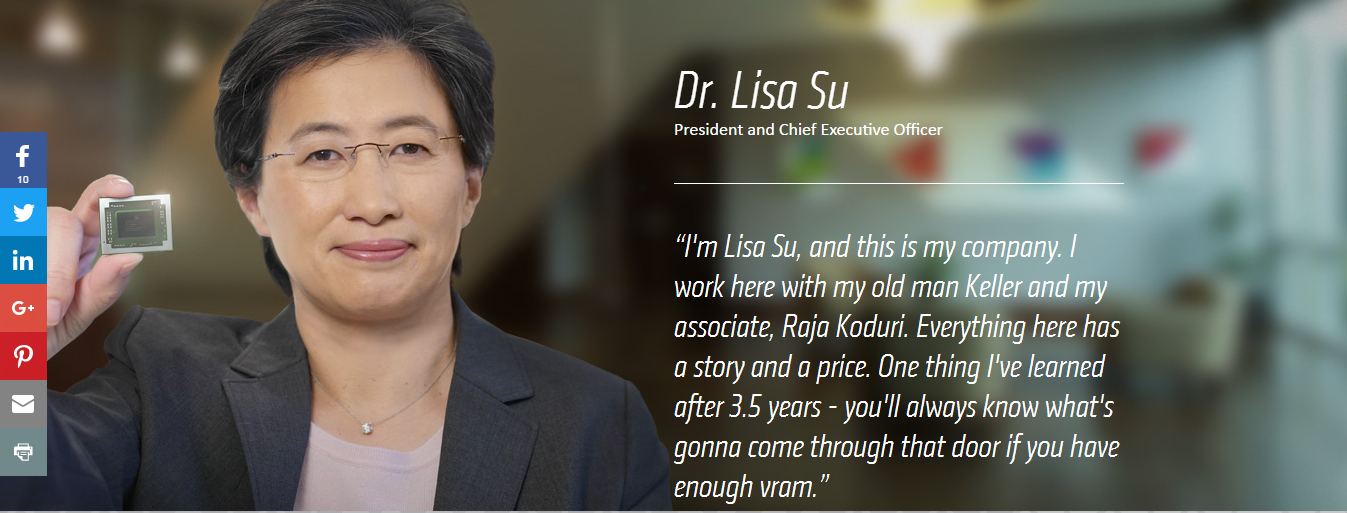 Dr. Lisa Su
President and Chief Executive Officer
“I'm Lisa Su, and this is my company. I
work here with my old man Keller and my
associate, Raja Koduri. Everything here has
a story and a price. One thing I've learned
after 3.5 years - you'll always know what's
gonna come through that door if you have
enough vram.”
10